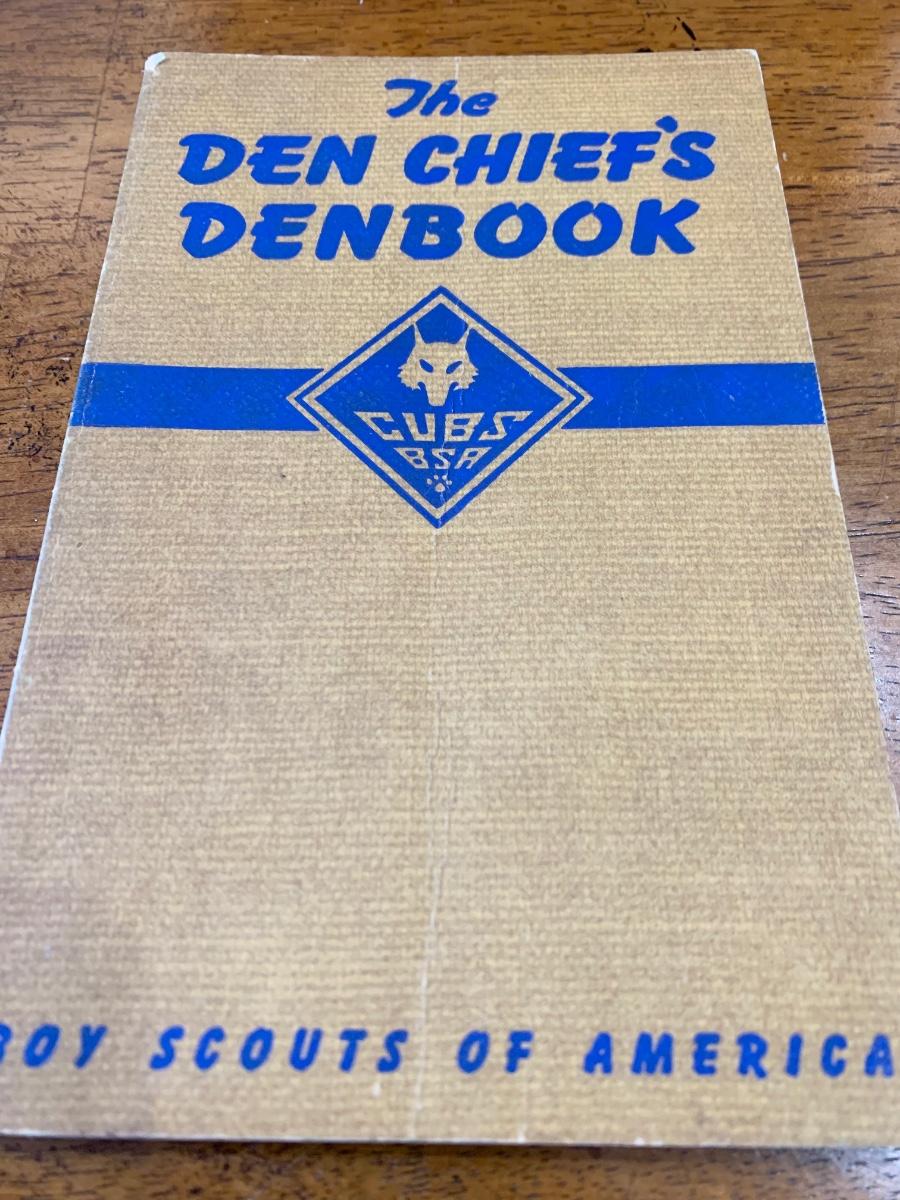 The
DEN CHIEF'S
DENBOOK
CUBS
BSA
BOY SCOUTS OF AMERICA